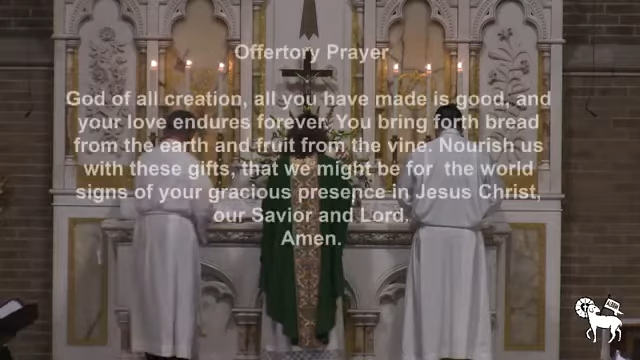 Offertory Prayer
God of all creation, all you have made is good, and
your love endures forever. You bring forth bread
from the earth and fruit from the vine. Nourish us
with these gifts, that we might be for the world
signs of your gracious presence in Jesus Christ,
our Savior and Lord.
Amen.